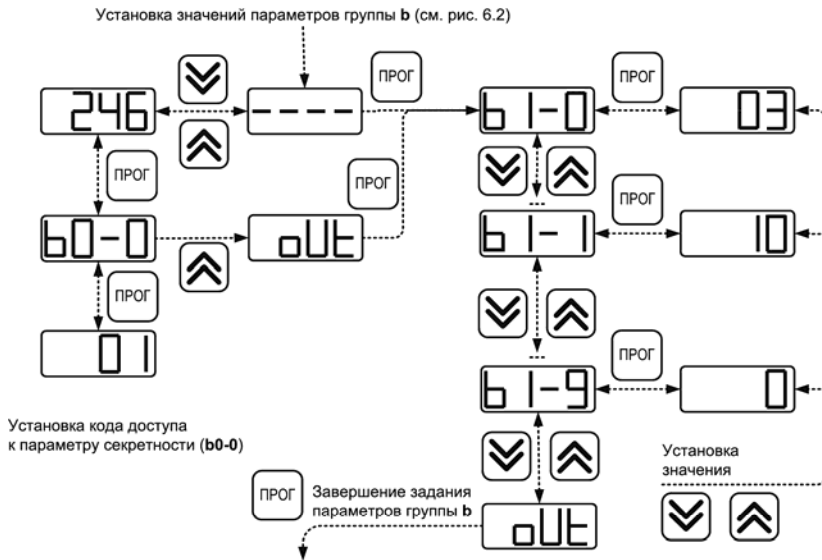 Установка значений параметров группы b (см. рис. 6.2)
ПРОГ
246
- - - -
b1-0
ПРОГ
03
ПРОГ
ПРОГ
b0-0
oUt
ПРОГ
b1-1
10
ПРОГ
01
ПРОГ
b1-9
0
Установка кода доступа
к параметру секретности (b0-0)
Установка
значения
ПРОГ
Завершение задания
параметров группы b
oUt